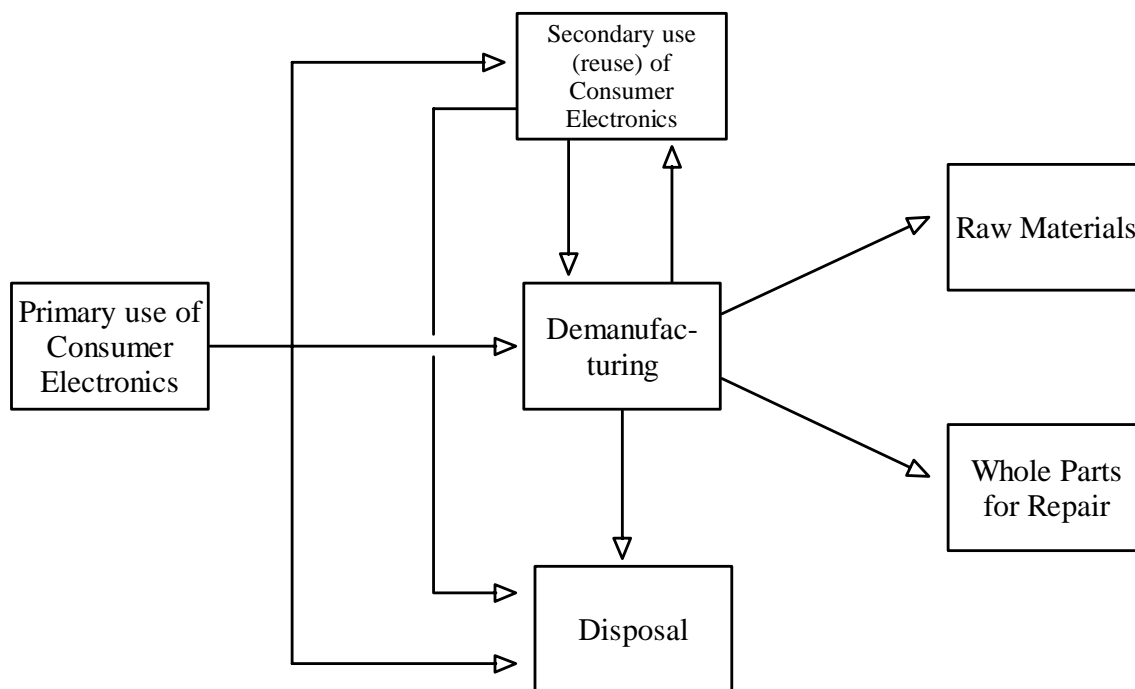 Secondary use
(reuse) of
Consumer
Electronics
Raw Materials
Primary use of
Consumer
Electronics
Demanufac-
turing
Whole Parts
for Repair
Disposal